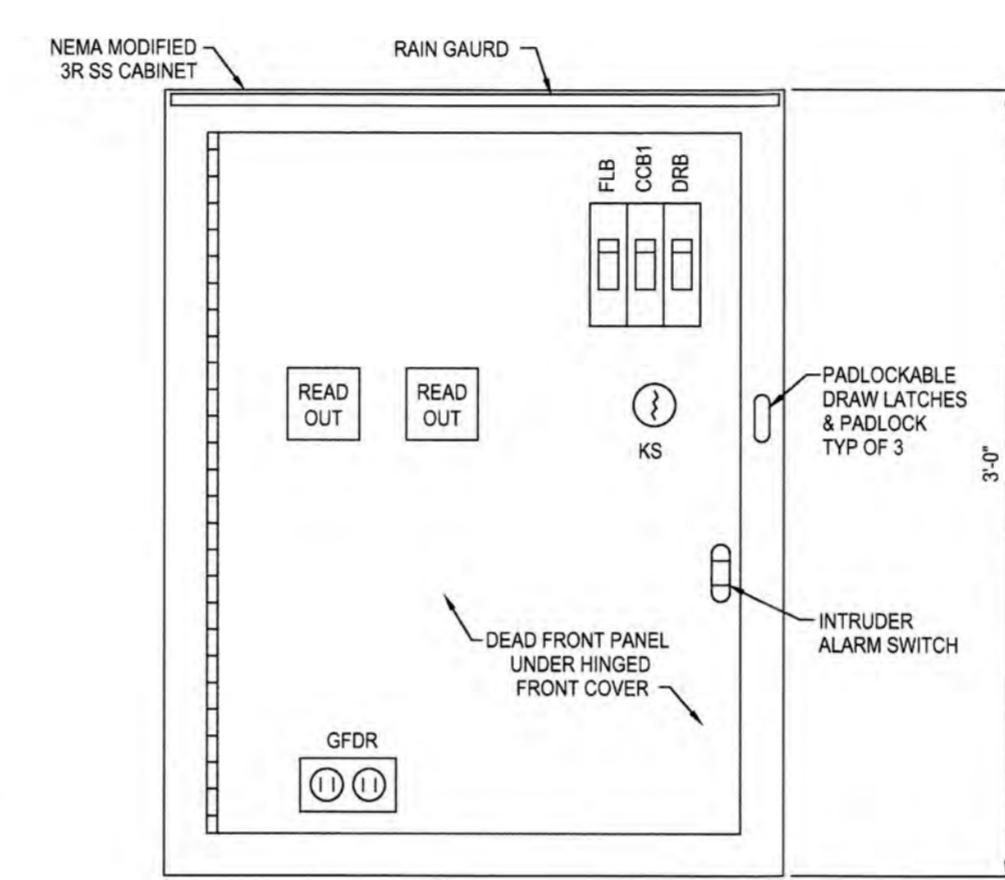 NEMA MODIFIED
3R SS CABINET
RAIN GAURD
FLB
CCB1
DRB
READ
OUT
READ
OUT
KS
PADLOCKABLE
DRAW LATCHES
& PADLOCK
TYP OF 3
3'-0"
INTRUDER
ALARM SWITCH
DEAD FRONT PANEL
UNDER HINGED
FRONT COVER
GFDR